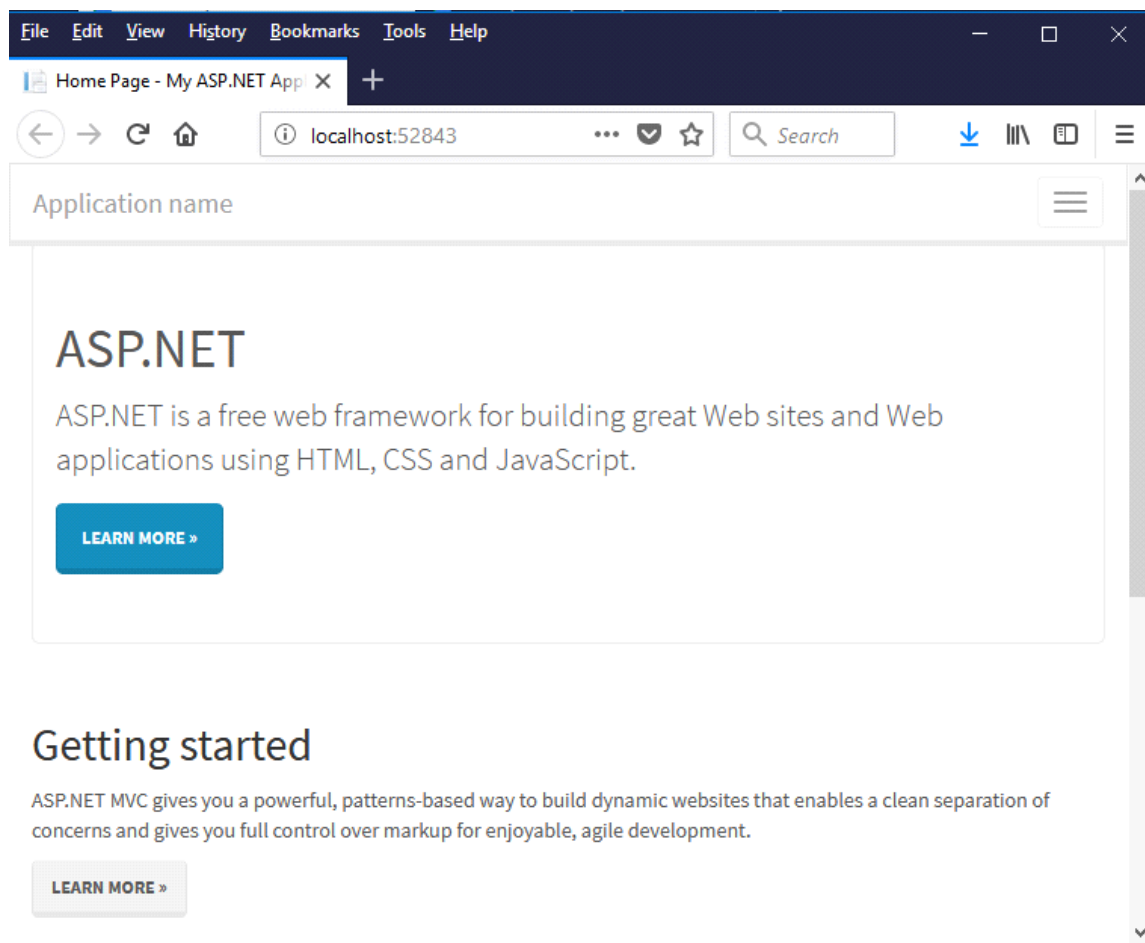 File Edit View History Bookmarks Tools Help
Home Page - My ASP.NET Appl
localhost:52843
Search
Application name
ASP.NET
ASP.NET is a free web framework for building great Web sites and Web
applications using HTML, CSS and JavaScript.
LEARN MORE »
Getting started
ASP.NET MVC gives you a powerful, patterns-based way to build dynamic websites that enables a clean separation of
concerns and gives you full control over markup for enjoyable, agile development.
LEARN MORE »